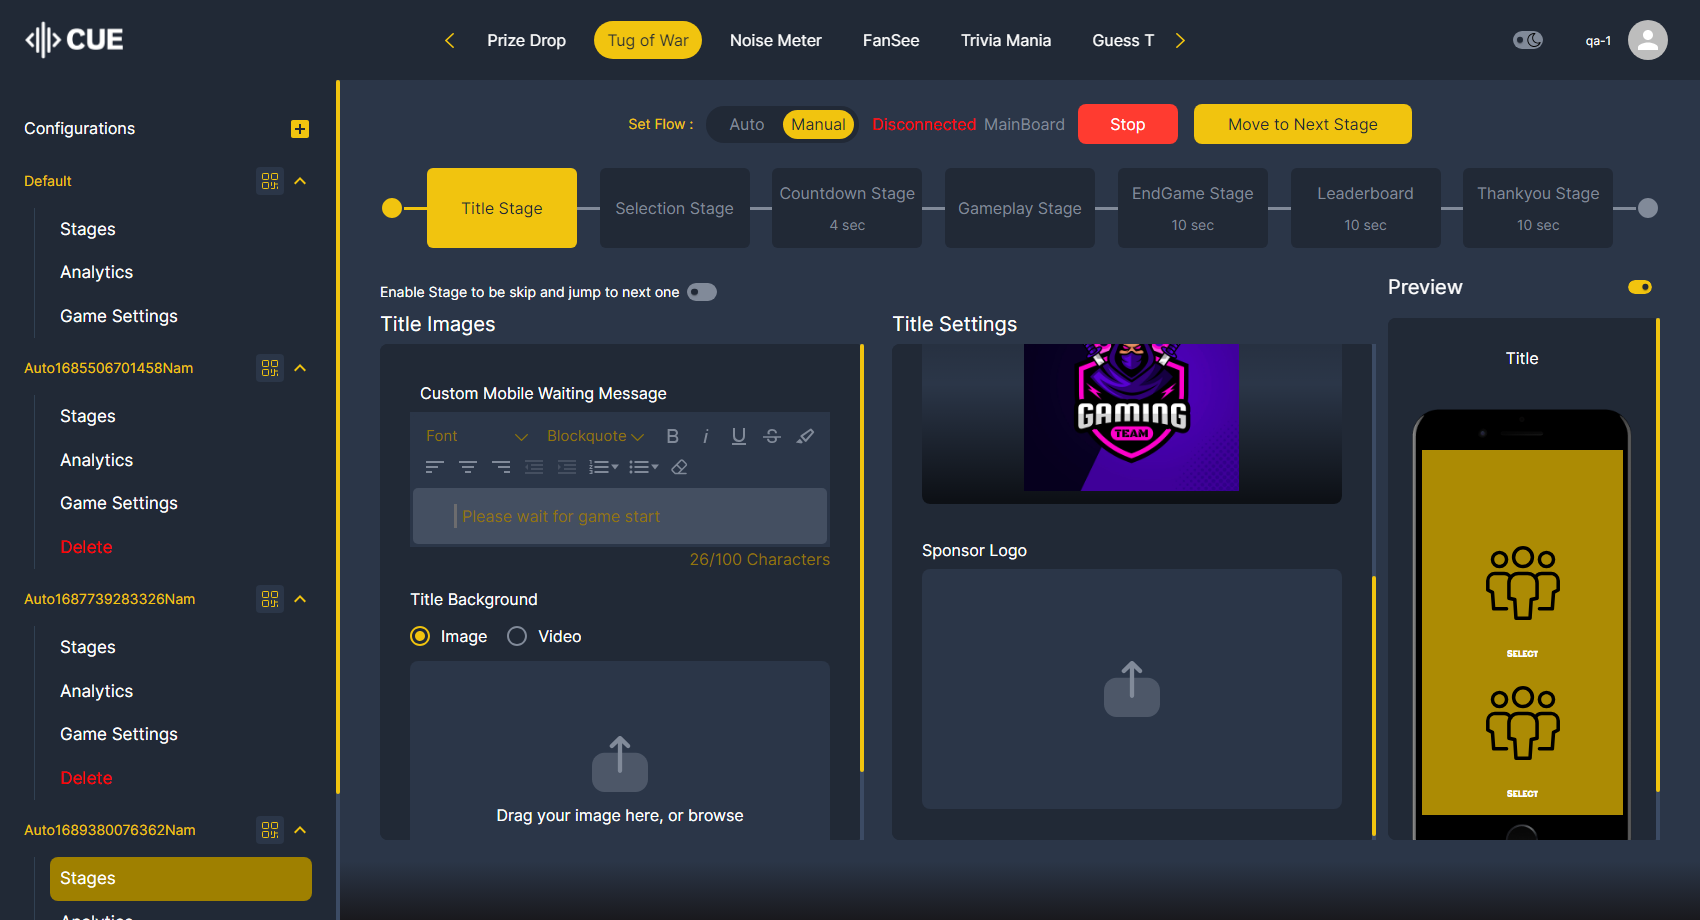 CUE
Prize Drop
Tug of War
Noise Meter
FanSee
Trivia Mania
Guess T
qa-1
Configurations
Default
Stages
Analytics
Game Settings
Auto1685506701458Nam
Stages
Analytics
Game Settings
Delete
Auto1687739283326Nam
Stages
Analytics
Game Settings
Delete
Auto1689380076362Nam
Stages
Analytics
Set Flow :
Auto
Manual
Disconnected MainBoard
Stop
Move to Next Stage
Title Stage
Selection Stage
Countdown Stage
4 sec
Gameplay Stage
EndGame Stage
10 sec
Leaderboard
10 sec
Thankyou Stage
10 sec
Enable Stage to be skip and jump to next one
Title Images
Custom Mobile Waiting Message
Font
Blockquote
B
i
U
S
Please wait for game start
26/100 Characters
Title Background
Image
Video
Drag your image here, or browse
Title Settings
GAMING
TEAM
Sponsor Logo
Preview
Title
SELECT
SELECT